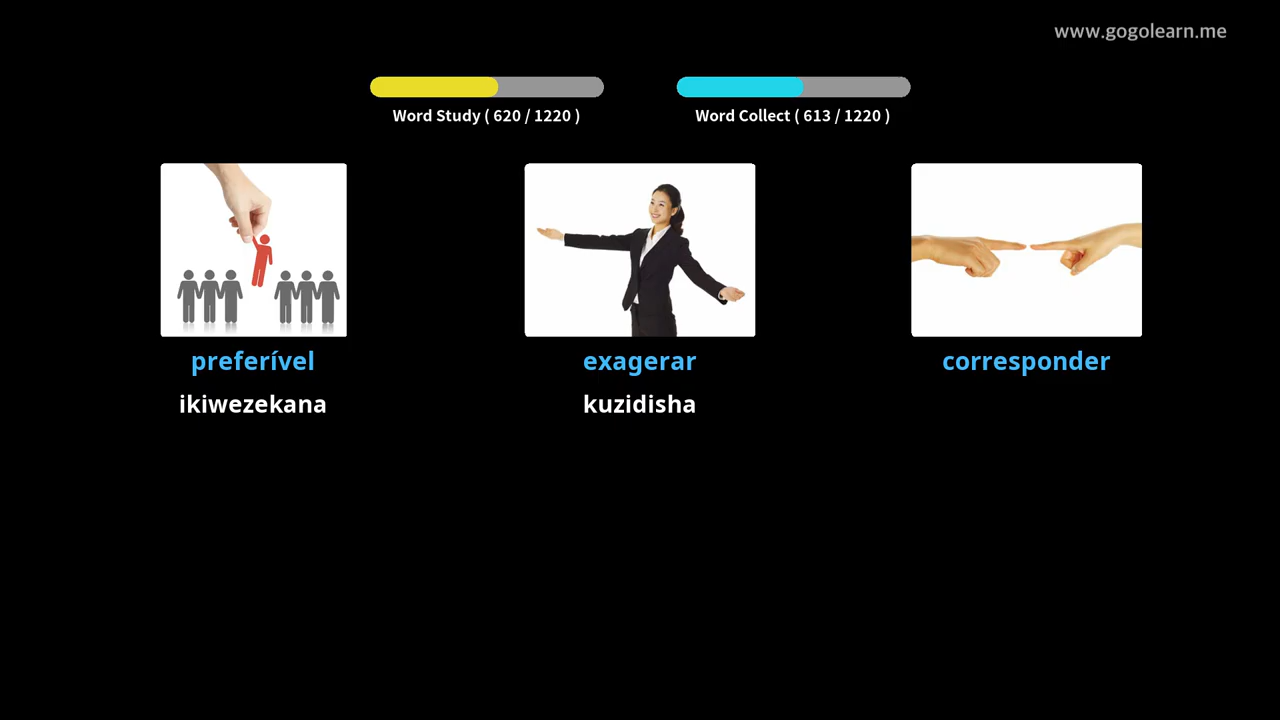 www.gogolearn.me
Word Study ( 620 / 1220 )
Word Collect ( 613 / 1220 )
preferível
exagerar
corresponder
ikiwezekana
kuzidisha